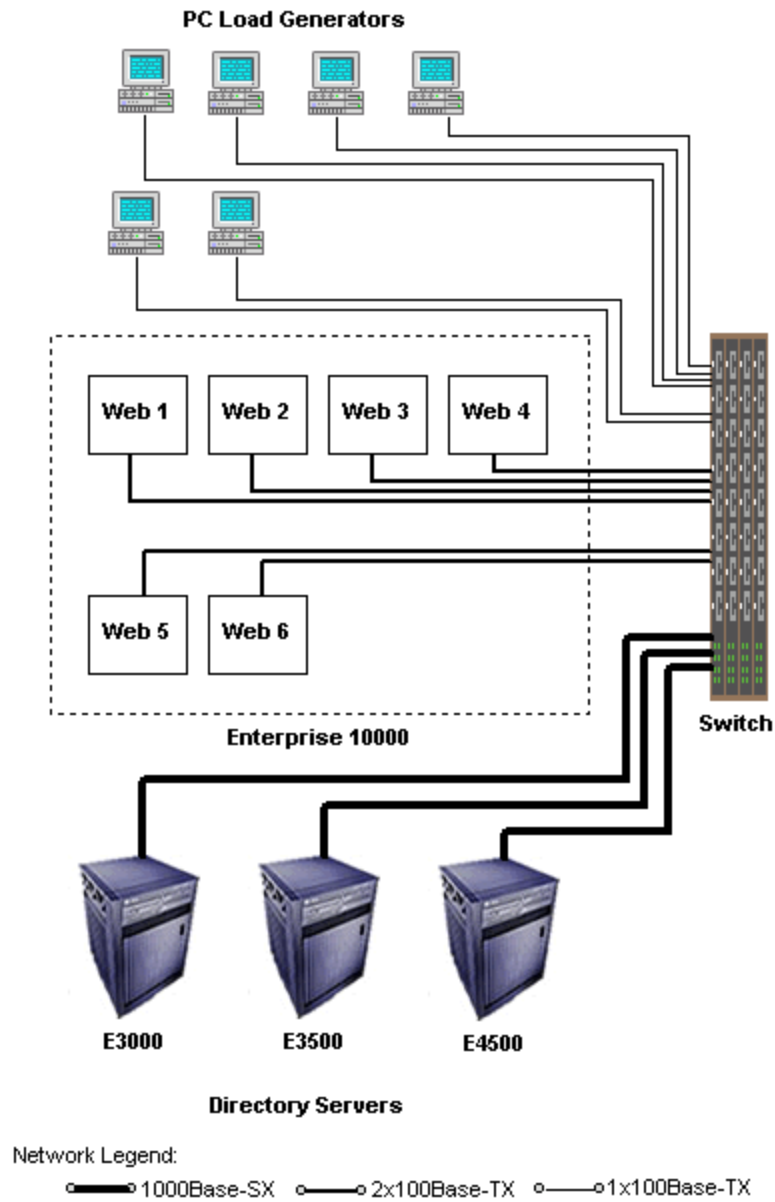 PC Load Generators
Web 1
Web 2
Web 3
Web 4
Web 5
Web 6
Enterprise 10000
Switch
E3000
E3500
E4500
Directory Servers
Network Legend:
1000Base-SX
2x100Base-TX
1x100Base-TX